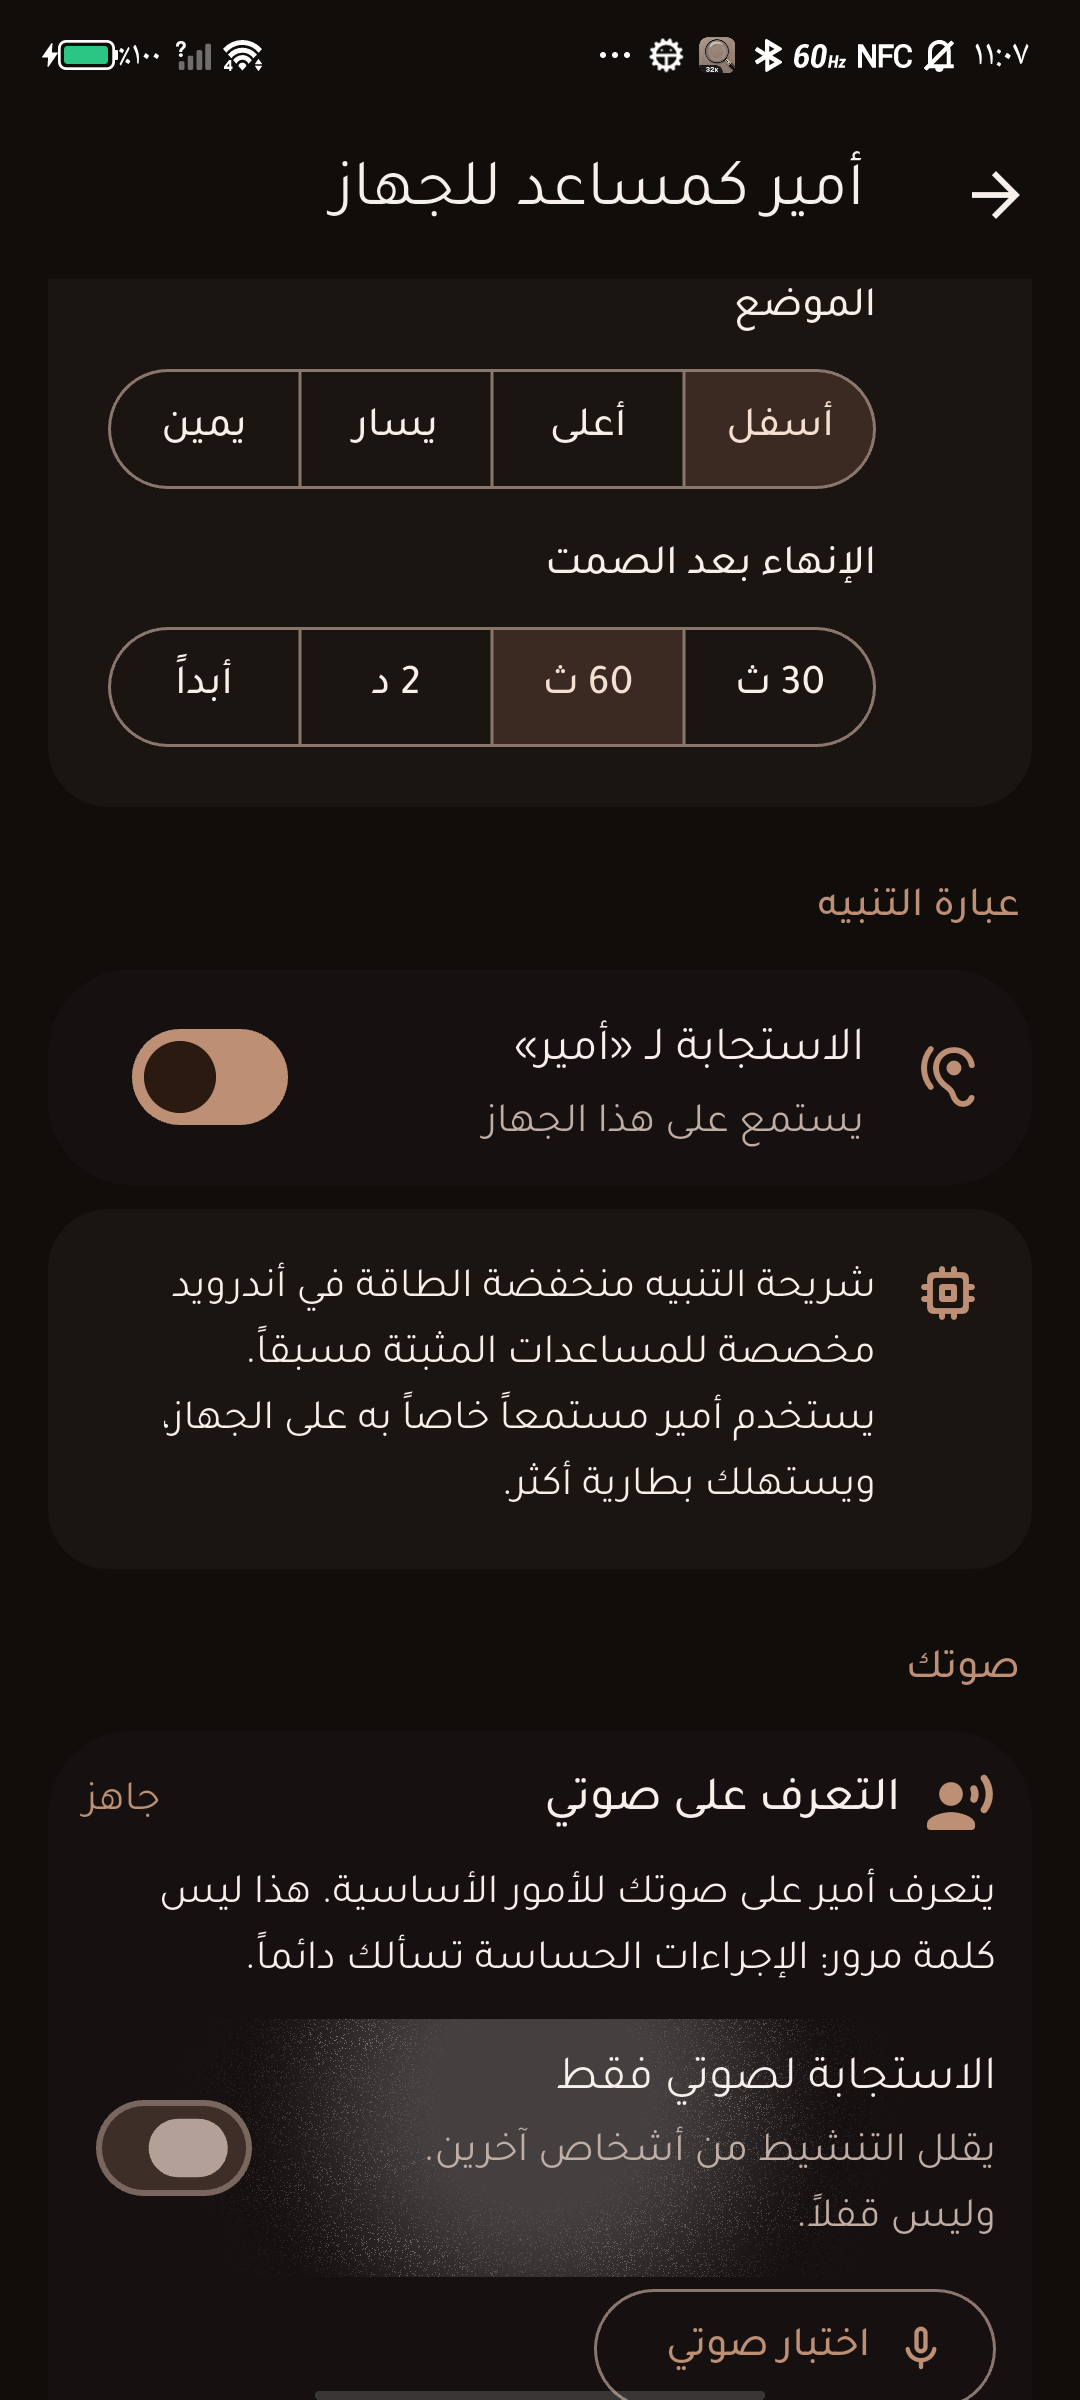 ١١:٠٧ NFC 60Hz 32K ... 4 ? ١٠٠٪
أمير كمساعد للجهاز
الموضع
أسفل أعلى يسار يمين
الإنهاء بعد الصمت
30 ث 60 ث 2 د أبداً
عبارة التنبيه
الاستجابة لـ «أمير»
يستمع على هذا الجهاز
شريحة التنبيه منخفضة الطاقة في أندرويد
مخصصة للمساعدات المثبتة مسبقاً.
يستخدم أمير مستمعاً خاصاً به على الجهاز،
ويستهلك بطارية أكثر.
صوتك
التعرف على صوتي جاهز
يتعرف أمير على صوتك للأمور الأساسية. هذا ليس
كلمة مرور: الإجراءات الحساسة تسألك دائماً.
الاستجابة لصوتي فقط
يقلل التنشيط من أشخاص آخرين.
وليس قفلاً.
اختبار صوتي